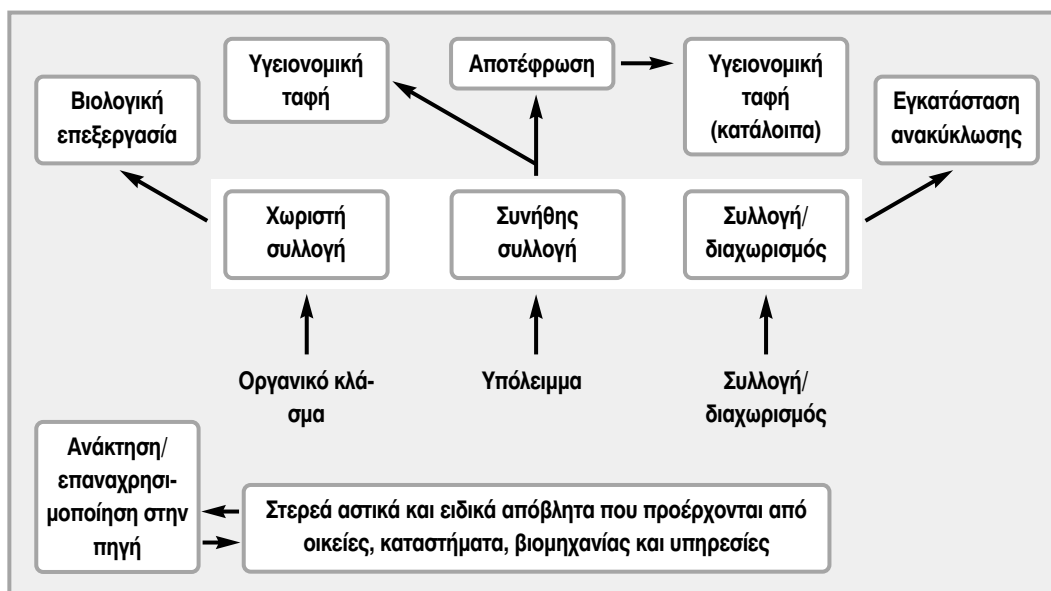 Υγειονομική
ταφή
Αποτέφρωση
Υγειονομική
ταφή
(κατάλοιπα)
Βιολογική
επεξεργασία
Εγκατάσταση
ανακύκλωσης
Χωριστή
συλλογή
Συνήθης
συλλογή
Συλλογή/
διαχωρισμός
Οργανικό κλά-
σμα
Υπόλειμμα
Συλλογή/
διαχωρισμός
Ανάκτηση/
επαναχρησι-
μοποίηση στην
πηγή
Στερεά αστικά και ειδικά απόβλητα που προέρχονται από
οικείες, καταστήματα, βιομηχανίας και υπηρεσίες